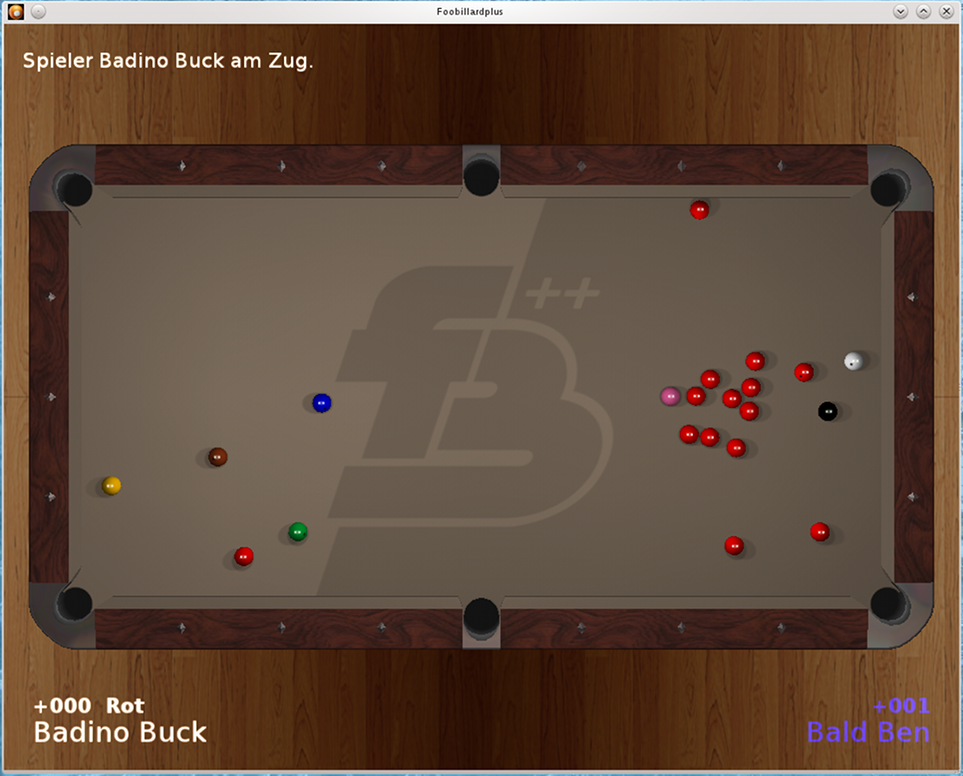 Foobillardplus
Spieler Badino Buck am Zug.
++
+000 Rot
+001
Badino Buck
Bald Ben